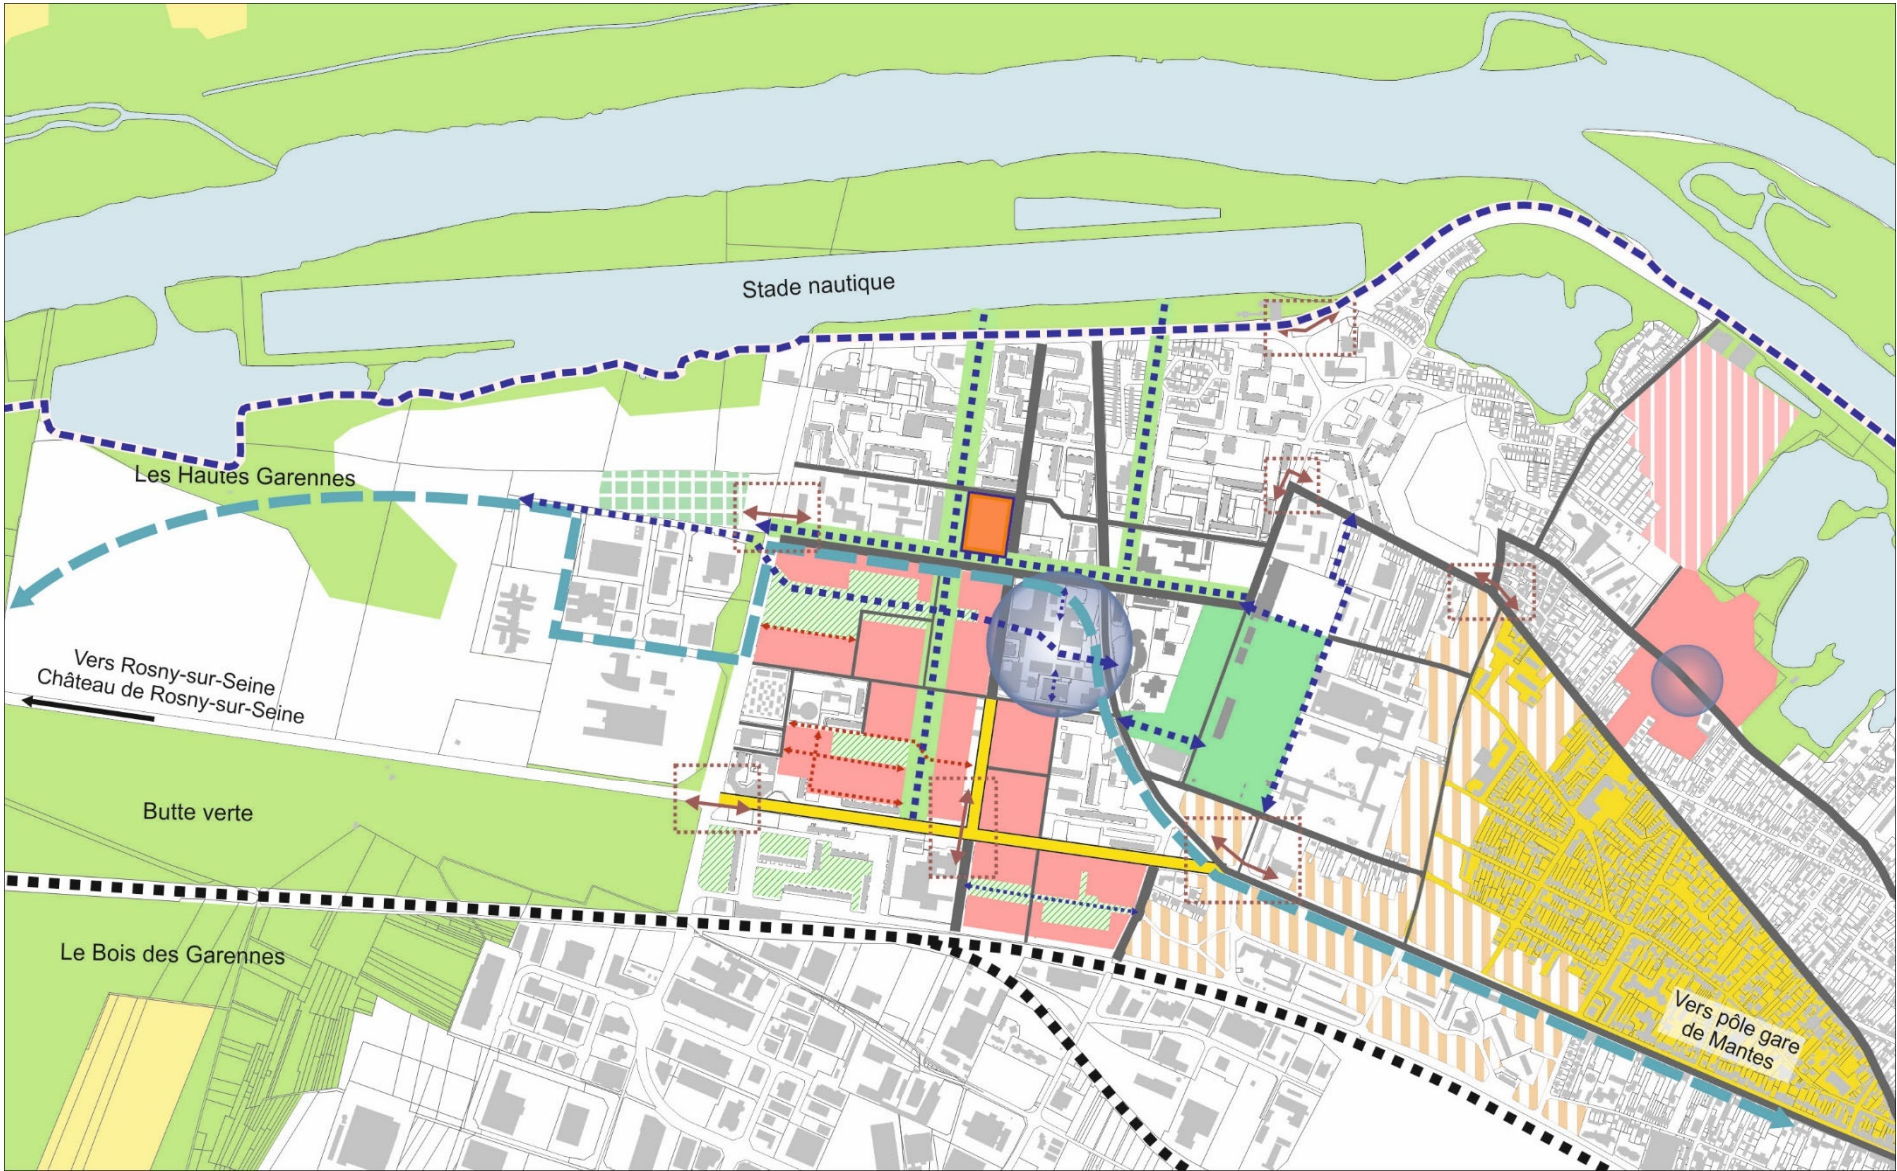 Stade nautique
Les Hautes Garennes
Vers Rosny-sur-Seine
Château de Rosny-sur-Seine
Butte verte
Le Bois des Garennes
Vers pôle gare
de Mantes